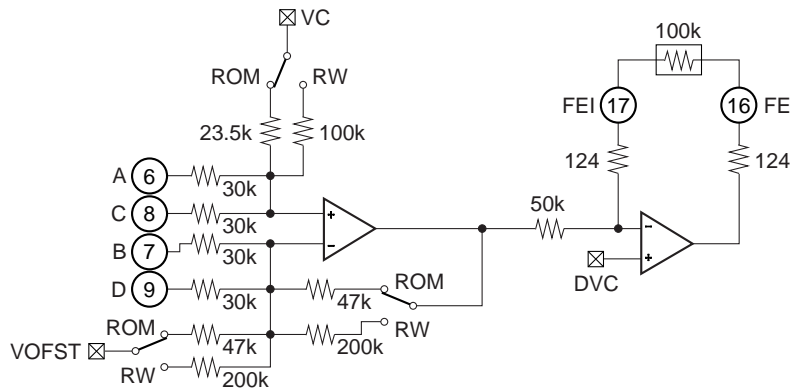 VC
100k
ROM
RW
FEI
17
16
FE
23.5k
100k
124
124
A
6
30k
C
8
50k
30k
+
B
7
−
30k
−
+
D
9
30k
ROM
DVC
47k
ROM
VOFST
RW
47k
200k
RW
200k